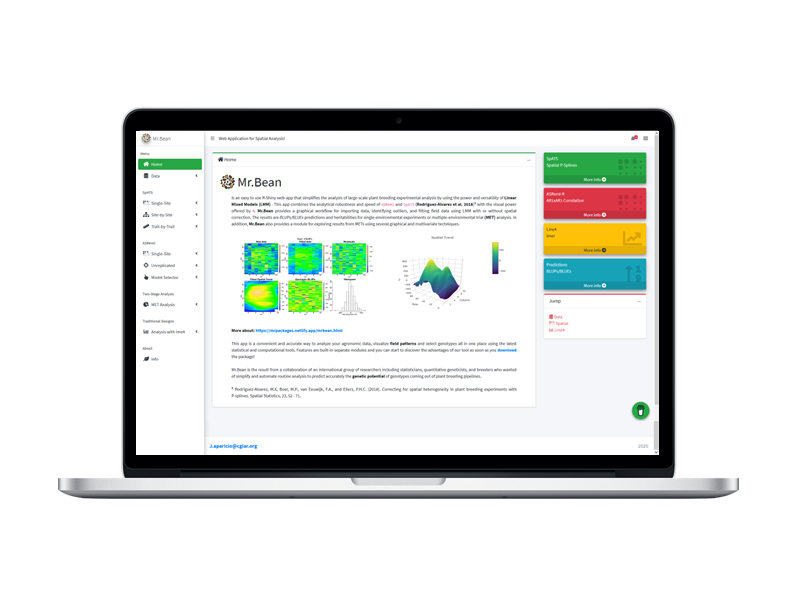 Mr.Bean
Web Application for Spatial Analysis!
Menu
Home
Data
SpATS
Single-Site
Site-by-Site
Trait-by-Trait
ASReml
Single-Site
Unreplicated
Model Selector
Two-Stage Analysis
MET Analysis
Traditional Designs
Analysis with lme4
About
Info
Home
Mr.Bean
Is an easy to use R-Shiny web-app that simplifies the analysis of large-scale plant breeding experimental analysis by using the power and versatility of Linear
Mixed Models (LMM) . This app combines the analytical robustness and speed of
and SpATS (Rodríguez-Álvarez et al. 2018)1 with the visual power
offered by R. Mr.Bean provides a graphical workflow for importing data, identifying outliers, and fitting field data using LMM with or without spatial
correction. The results are BLUPs/BLUEs predictions and heritabilities for single environmental experiments or multiple-environmental trial (MET) analysis. In
addition, Mr.Bean also provides a module for exploring results from MET using several graphical and multivariate techniques.
Spatial Trend
More about: https://mrpackages.netlify.app/mrbean.html
This app is a convenient and accurate way to analyze your agronomic data, visualize field patterns and select genotypes all in one place using the latest
statistical and computational tools. Features are built-in separate modules and you can start to discover the advantages of our tool as soon as you download
the package!
Mr.Bean is the result from a collaboration of an international group of researchers including statisticians, quantitative geneticists, and breeders who wanted
to simplify and automate routine analysis to predict accurately the genetic potential of genotypes coming out of plant breeding pipelines.
1 Rodríguez-Álvarez, M.X, Boer, M.P., van Eeuwijk, F.A., and Eilers, P.H.C. (2018). Correcting for spatial heterogeneity in plant breeding experiments with
P-splines. Spatial Statistics, 23, 52 - 71.
SpATS
Spatial P-Splines
More info
ASReml-R
AR1xAR1 Correlation
More info
Lme4
lmer
More info
Predictions
BLUPs/BLUEs
More info
Jump
Data
Spatial
Lme4
J.aparicio@cgiar.org
2020